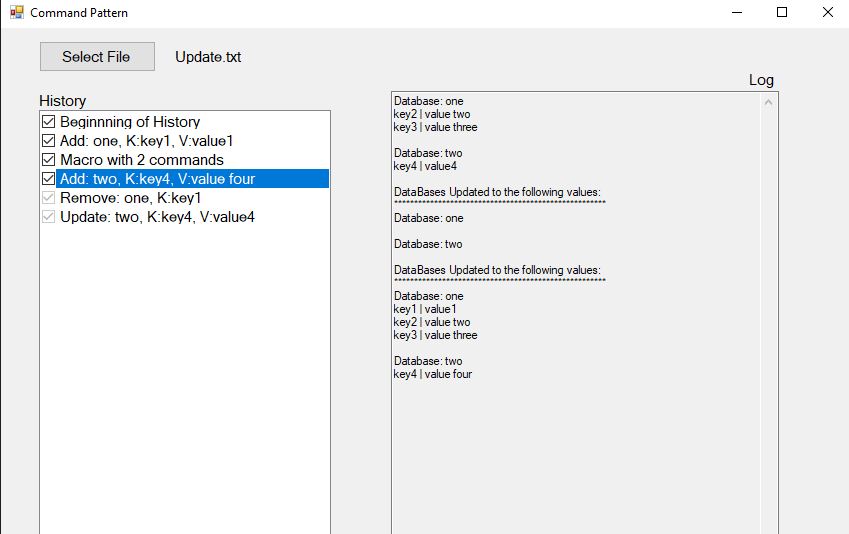 Command Pattern
Select File
Update.txt
Log
History
Beginnning of History
Add: one, K:key1, V:value1
Macro with 2 commands
Add: two, K:key4, V:value four
Remove: one, K:key1
Update: two, K:key4, V:value4
Database: one
key2 | value two
key3 | value three
Database: two
key4 | value4
DataBases Updated to the following values:
*****************************************************
Database: one
Database: two
DataBases Updated to the following values:
*****************************************************
Database: one
key1 | value1
key2 | value two
key3 | value three
Database: two
key4 | value four